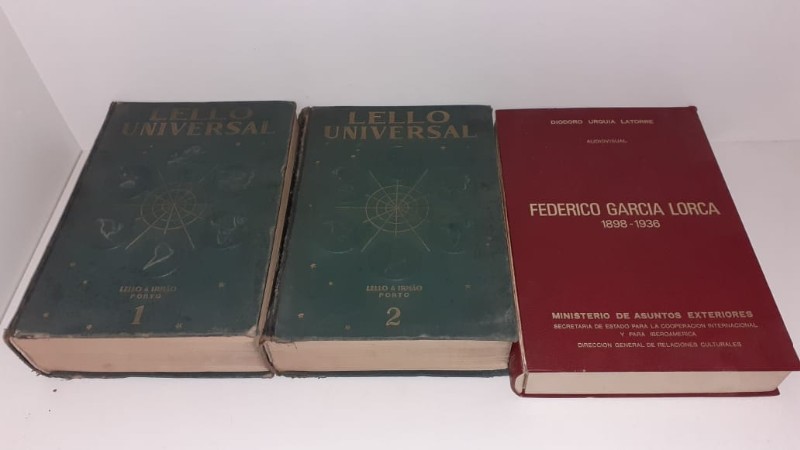 LELLO
UNIVERSAL
LELLO & IRMÃO
PORTO
1
LELLO
UNIVERSAL
LELLO & IRMÃO
PORTO
2
DIODORO URQUIA LATORRE
AUDIOVISUAL
FEDERICO GARCIA LORCA
1898-1936
MINISTERIO DE ASUNTOS EXTERIORES
SECRETARIA DE ESTADO PARA LA COOPERACION INTERNACIONAL
Y PARA IBEROAMERICA
DIRECCION GENERAL DE RELACIONES CULTURALES